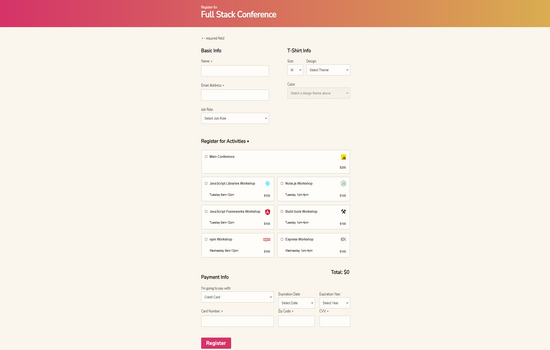 Register for
Full Stack Conference
* - required field
Basic Info
Name *
Email Address *
Job Role
Select Job Role
T-Shirt Info
Size
Design
M
Select Theme
Color
Select a design theme above
Register for Activities *
Main Conference
$200
JavaScript Libraries Workshop
Tuesday 9am-12pm
$100
Node.js Workshop
Tuesday 1pm-4pm
$100
JavaScript Frameworks Workshop
Tuesday 9am-12pm
$100
Build tools Workshop
Tuesday 1pm-4pm
$100
npm Workshop
Wednesday 9am-12pm
$100
Express Workshop
Wednesday 1pm-4pm
$100
Total: $0
Payment Info
I'm going to pay with:
Credit Card
Expiration Date
Select Date
Expiration Year
Select Year
Card Number *
Zip Code *
CVV *
Register